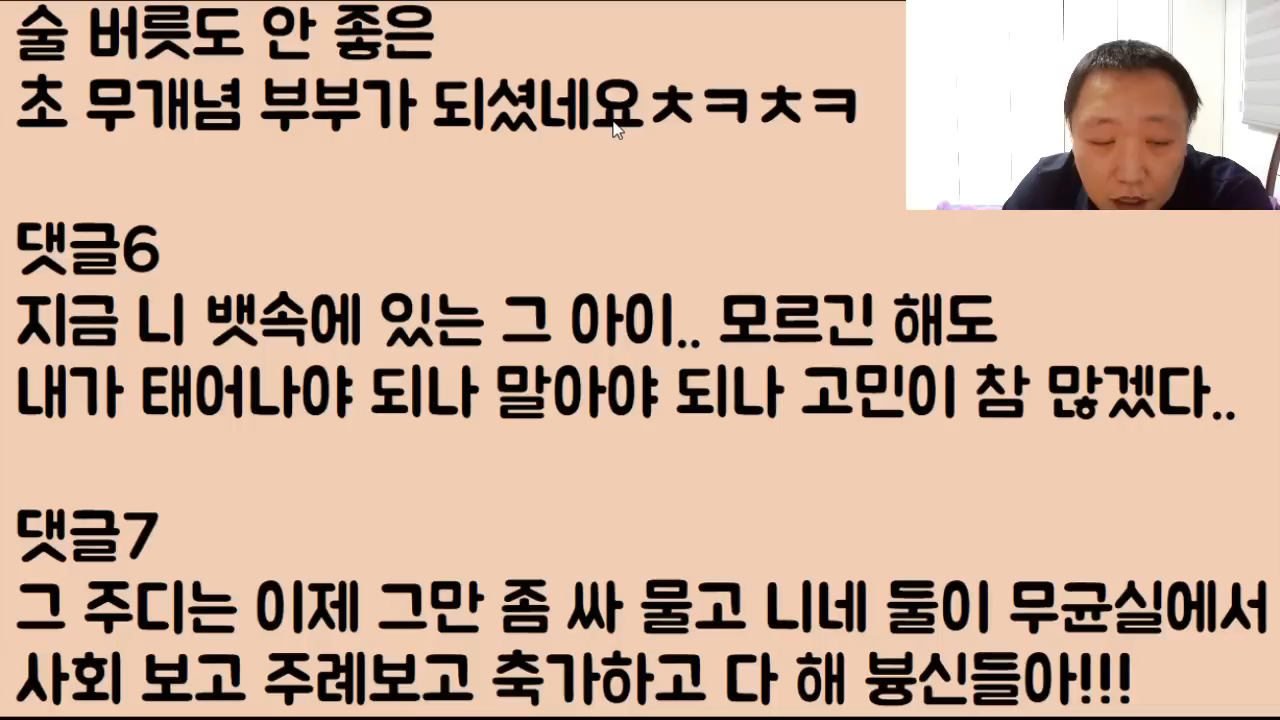 술 버릇도 안 좋은
초 무개념 부부가 되셨네요ㅊㅋㅊㅋ
댓글6
지금 니 뱃속에 있는 그 아이.. 모르긴 해도
내가 태어나야 되나 말아야 되나 고민이 참 많겠다..
댓글7
그 주디는 이제 그만 좀 싸 물고 니네 둘이 무균실에서
사회 보고 주례보고 축가하고 다 해 븅신들아!!!